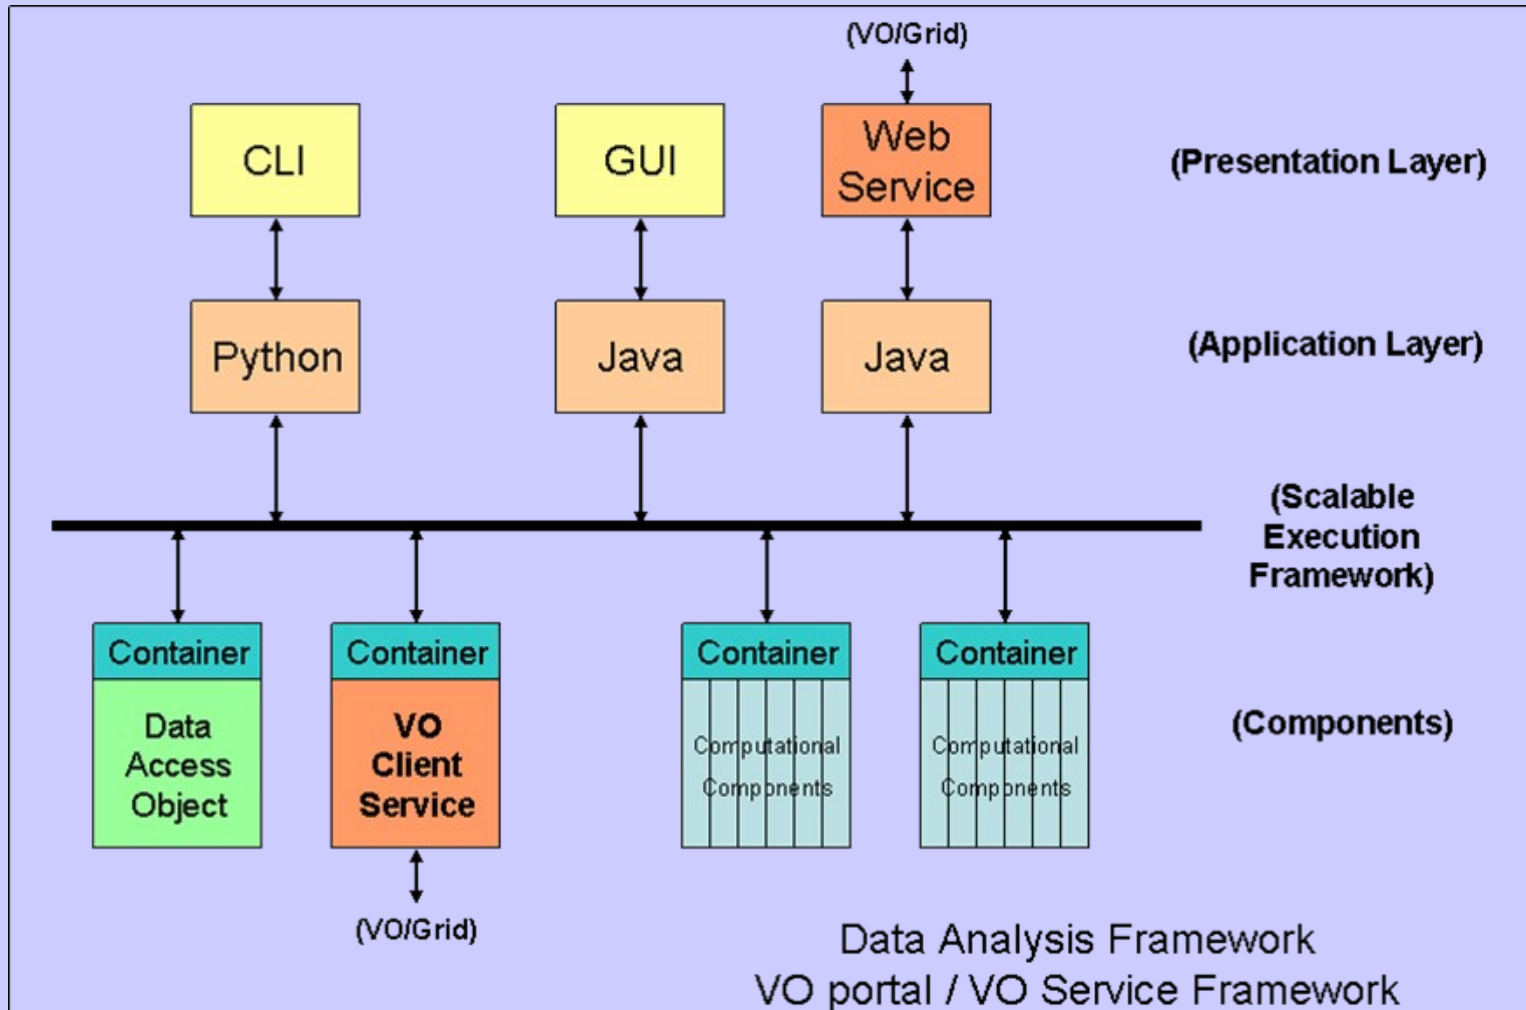 (VO/Grid)
CLI
GUI
Web
Service
(Presentation Layer)
Python
Java
Java
(Application Layer)
(Scalable
Execution
Framework)
Container
Container
Container
Container
Data
Access
Object
VO
Client
Service
Computational
Components
Computational
Components
(Components)
(VO/Grid)
Data Analysis Framework
VO portal / VO Service Framework